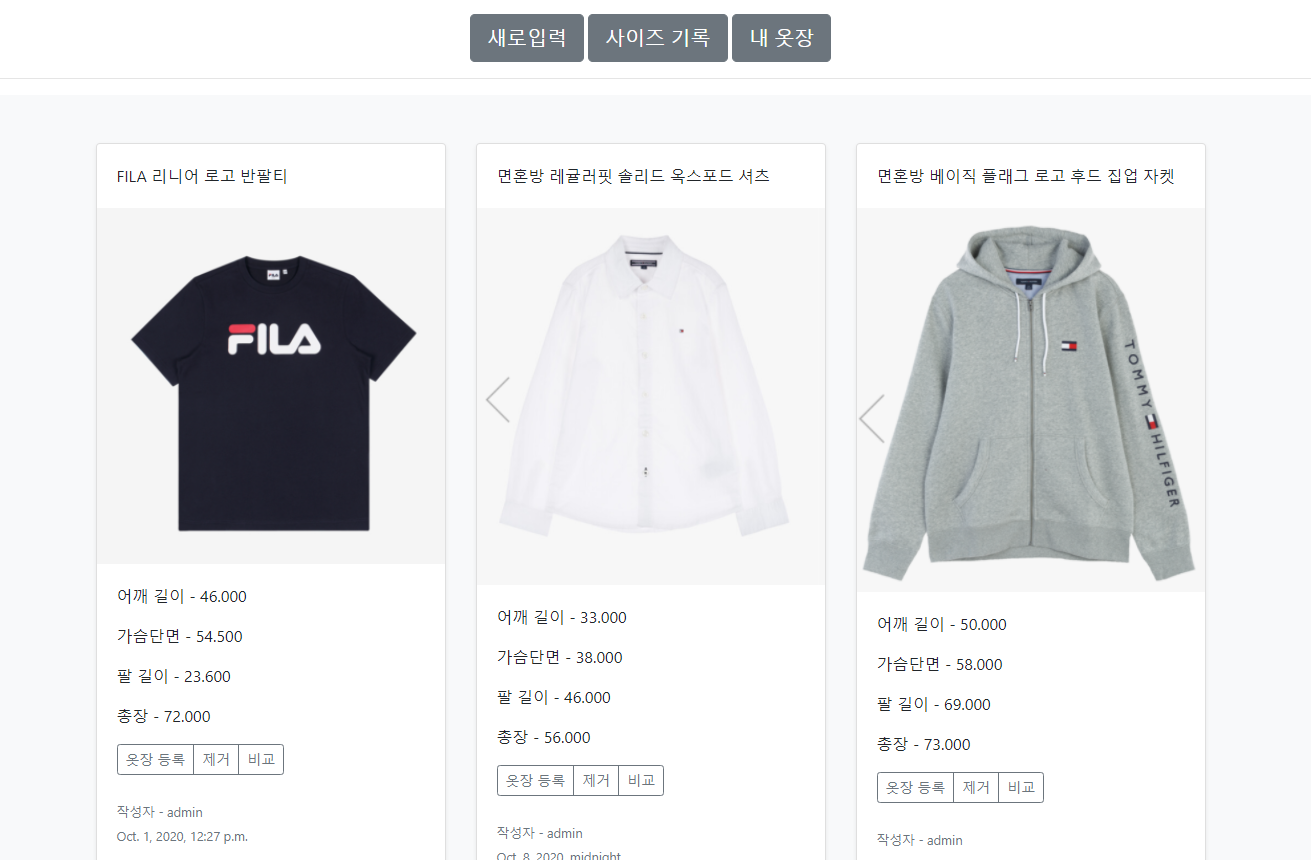 새로입력 사이즈 기록 내 옷장
FILA 리니어 로고 반팔티
FILA
FILA
어깨 길이 - 46.000
가슴단면 - 54.500
팔 길이 - 23.600
총장 - 72.000
옷장 등록 제거 비교
작성자 - admin
Oct. 1, 2020, 12:27 p.m.
면혼방 레귤러핏 솔리드 옥스포드 셔츠
어깨 길이 - 33.000
가슴단면 - 38.000
팔 길이 - 46.000
총장 - 56.000
옷장 등록 제거 비교
작성자 - admin
Oct. 8, 2020, midnight
면혼방 베이직 플래그 로고 후드 집업 자켓
TOMMY HILFIGER
어깨 길이 - 50.000
가슴단면 - 58.000
팔 길이 - 69.000
총장 - 73.000
옷장 등록 제거 비교
작성자 - admin